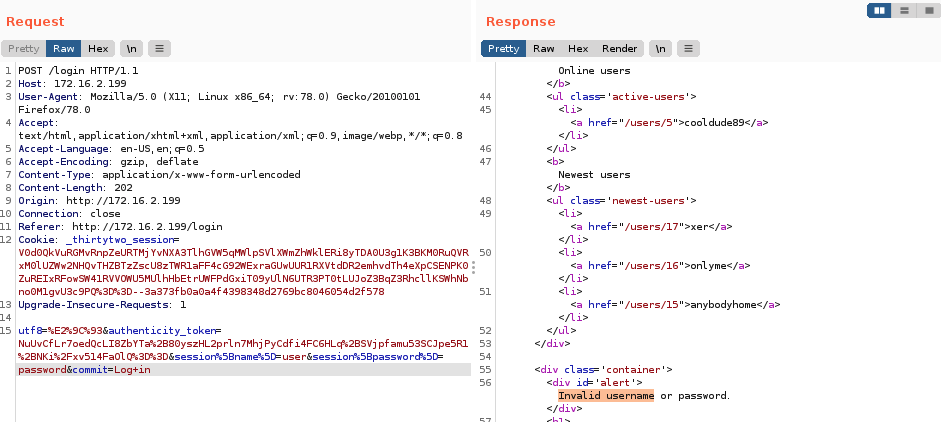 Request
Pretty Raw Hex \n
1 POST /login HTTP/1.1
2 Host: 172.16.2.199
3 User-Agent: Mozilla/5.0 (X11; Linux x86_64; rv:78.0) Gecko/20100101
Firefox/78.0
4 Accept:
text/html,application/xhtml+xml,application/xml;q=0.9,image/webp,*/*;q=0.8
5 Accept-Language: en-US,en;q=0.5
6 Accept-Encoding: gzip, deflate
7 Content-Type: application/x-www-form-urlencoded
8 Content-Length: 202
9 Origin: http://172.16.2.199
10 Connection: close
11 Referer: http://172.16.2.199/login
12 Cookie: _thirtytwo_session=
13 Upgrade-Insecure-Requests: 1
14
15 utf8=%E2%9C%93&authenticity_token=
%2BNKi%2Fxv514FaOlQ%3D%3D&session%5Bname%5D=user&session%5Bpassword%5D=
password&commit=Log+in
Response
Pretty Raw Hex Render \n
Online users
</b>
44 <ul class='active-users'>
45 <li>
<a href="/users/5">cooldude89</a>
</li>
46 </ul>
47 <b>
Newest users
</b>
48 <ul class='newest-users'>
49 <li>
<a href="/users/17">xer</a>
</li>
50 <li>
<a href="/users/16">onlyme</a>
</li>
51 <li>
<a href="/users/15">anybodyhome</a>
</li>
52 </ul>
53 </div>
54
55 <div class='container'>
56 <div id='alert'>
Invalid username or password.
</div>
57 <h1>